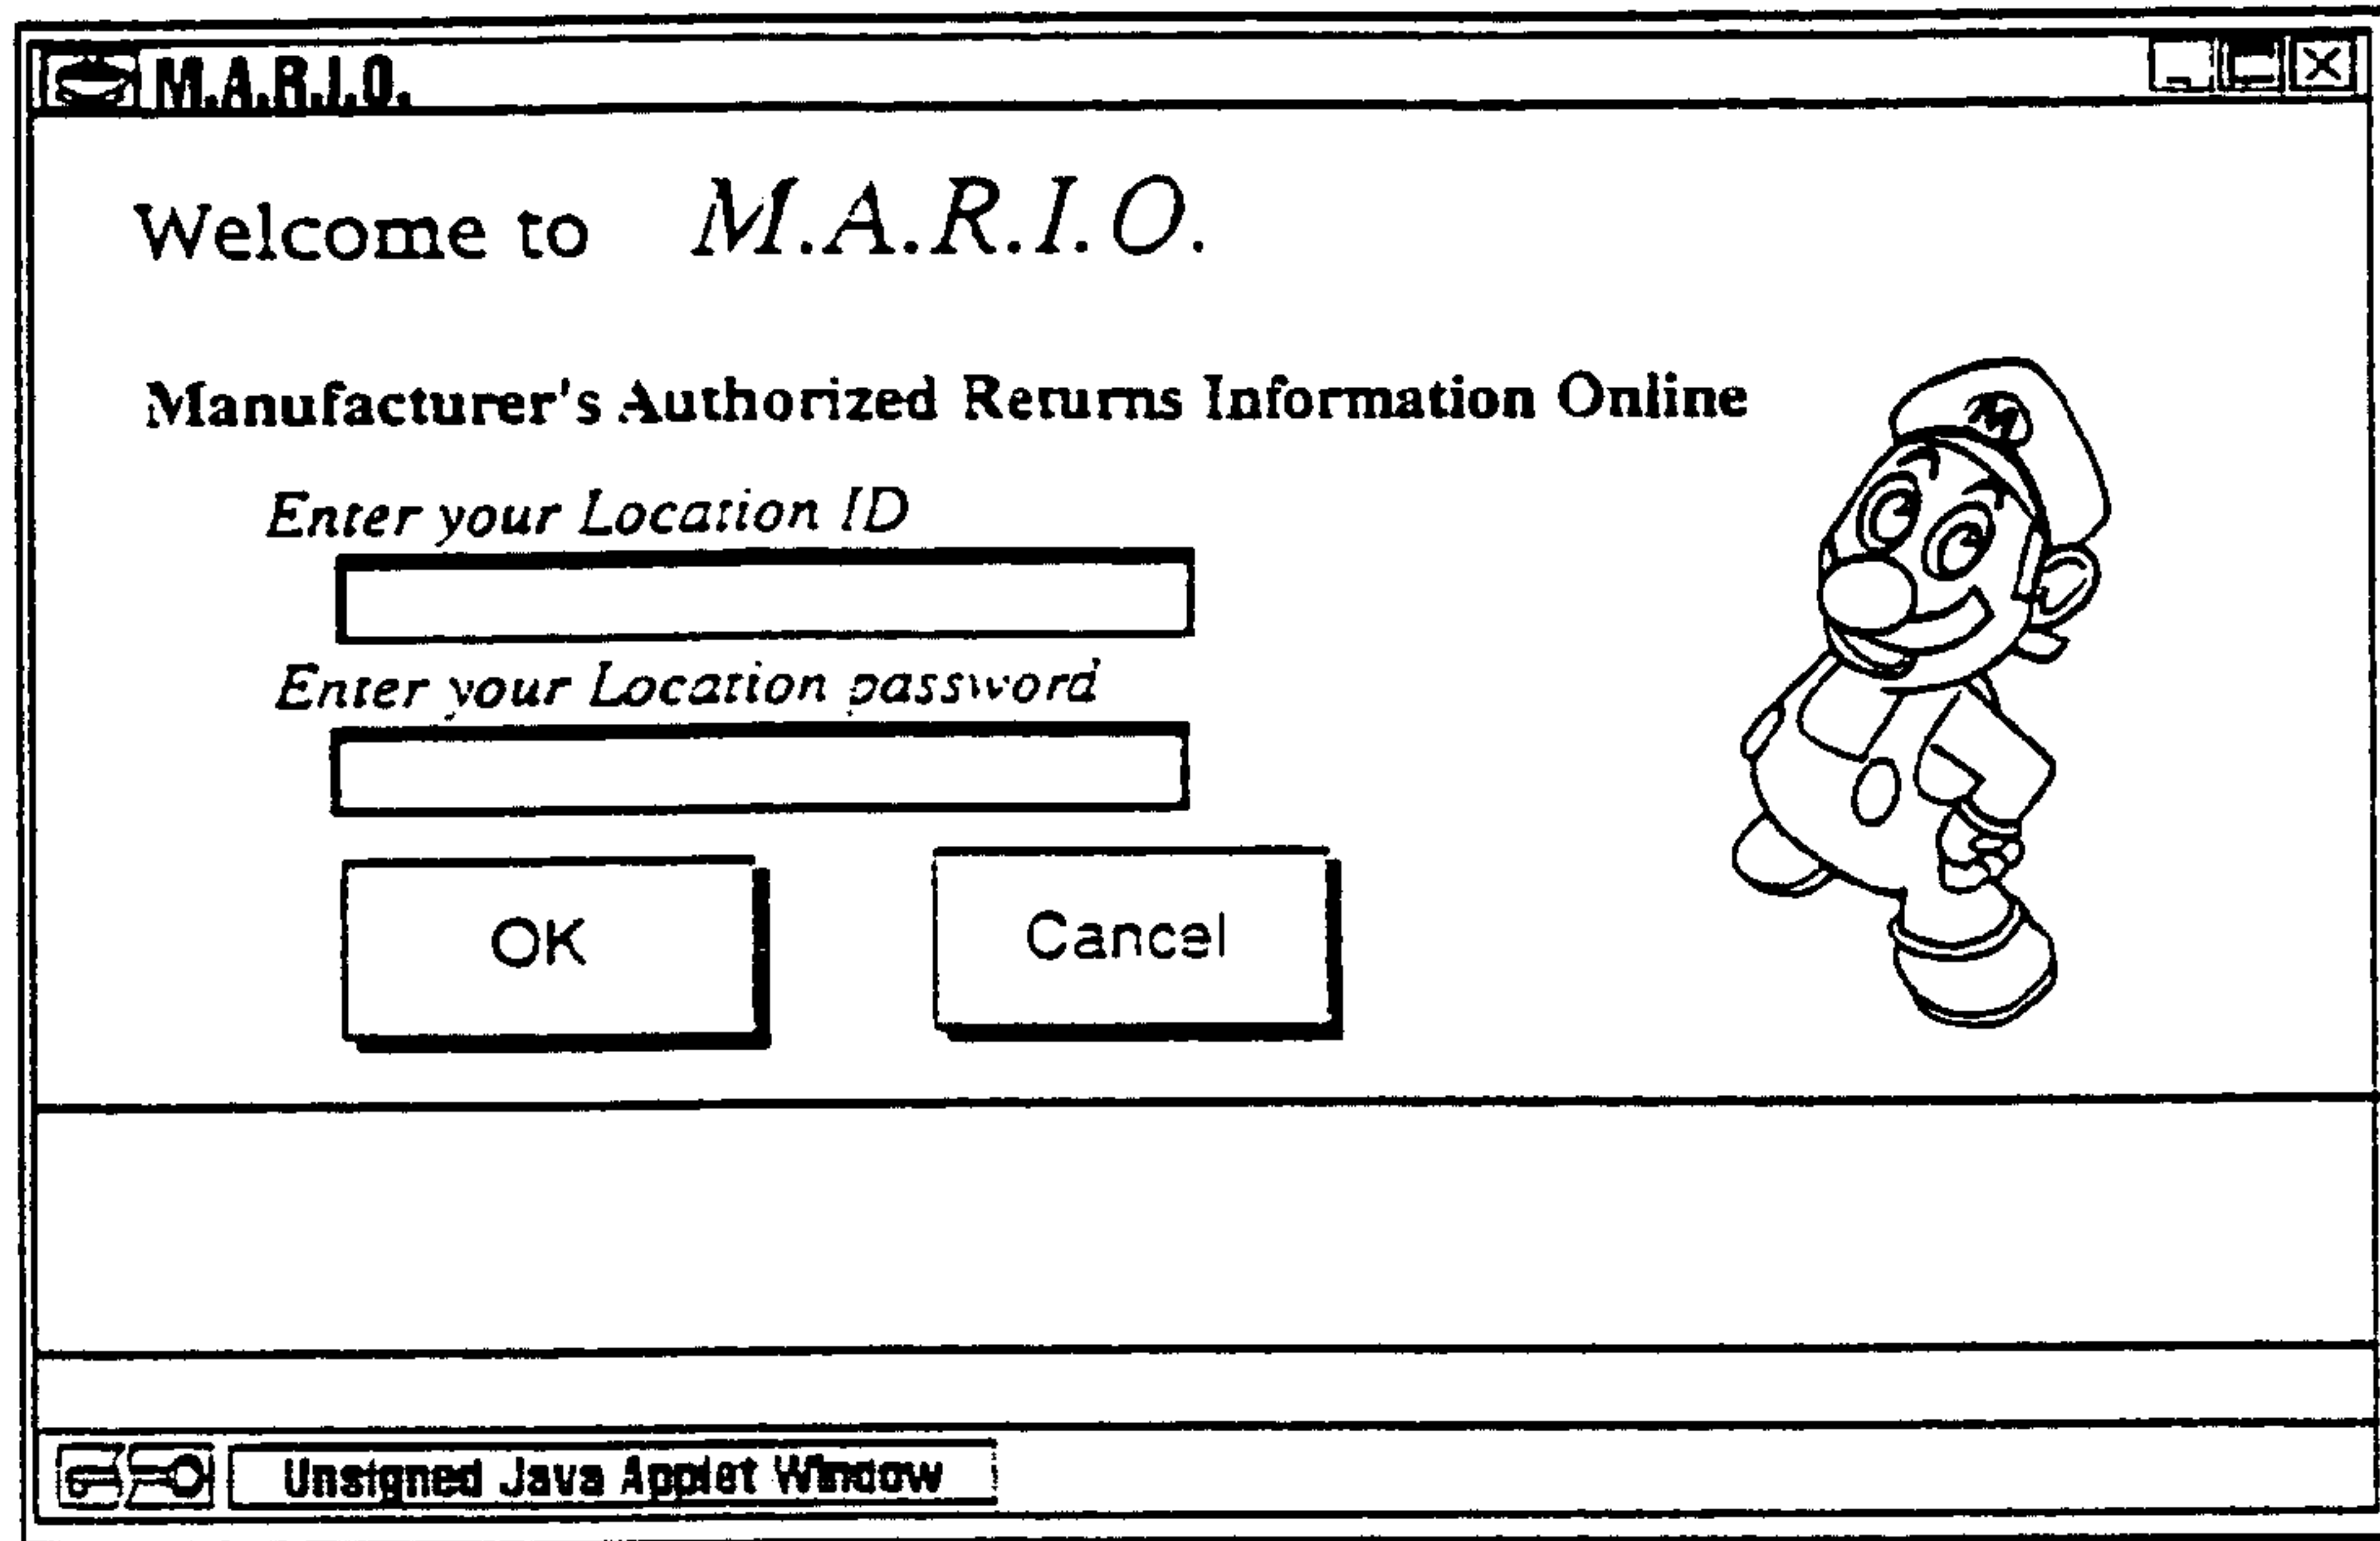 M.A.R.I.O.
Welcome to M.A.R.I.O.
Manufacturer's Authorized Returns Information Online
Enter your Location ID
Enter your Location password
OK Cancel
Unsigned Java Applet Window